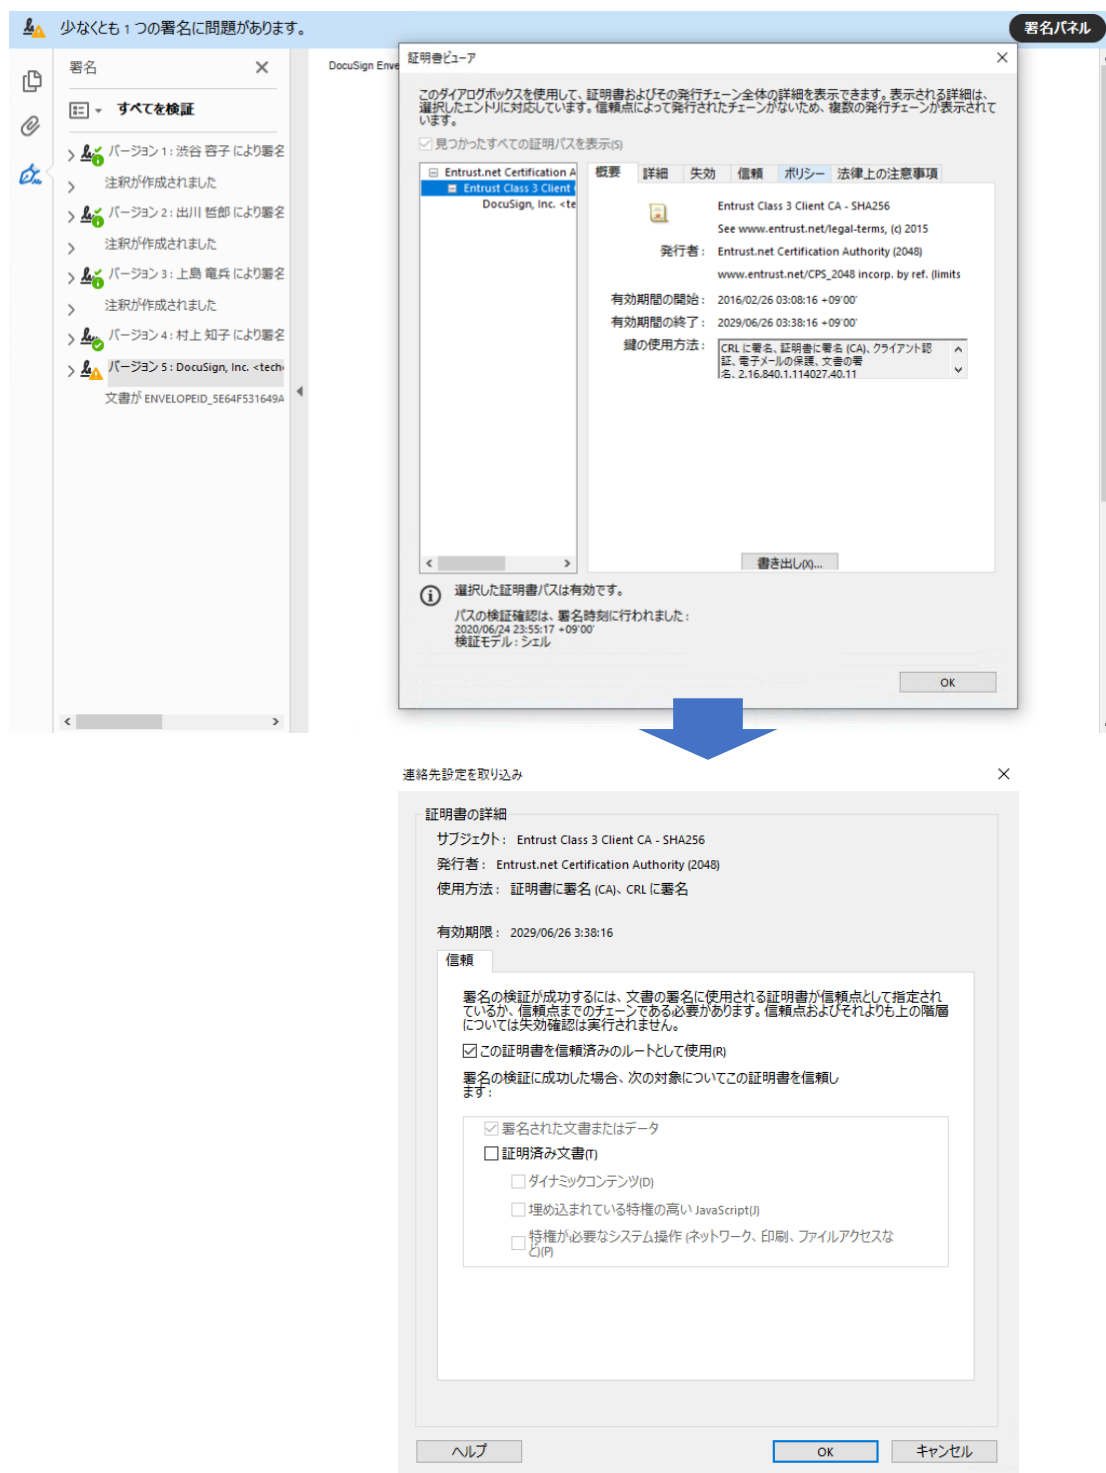 少なくとも 1 つの署名に問題があります。
署名パネル
署名
すべてを検証
バージョン 1 : 渋谷 容子 により署名
注釈が作成されました
バージョン 2 : 出川 哲郎 により署名
注釈が作成されました
バージョン 3 : 上島 竜兵 により署名
注釈が作成されました
バージョン 4 : 村上 知子 により署名
バージョン 5 : DocuSign, Inc. <tech
文書が ENVELOPEID_5E64F531649A
DocuSign Enve
証明書ビューア
このダイアログボックスを使用して、証明書およびその発行チェーン全体の詳細を表示できます。表示される詳細は、
選択したエントリに対応しています。信頼点によって発行されたチェーンがないため、複数の発行チェーンが表示されて
います。
見つかったすべての証明パスを表示(S)
Entrust.net Certification A
Entrust Class 3 Client
DocuSign, Inc. <te
概要 詳細 失効 信頼 ポリシー 法律上の注意事項
Entrust Class 3 Client CA - SHA256
See www.entrust.net/legal-terms, (c) 2015
発行者 : Entrust.net Certification Authority (2048)
www.entrust.net/CPS_2048 incorp. by ref. (limits
有効期間の開始 : 2016/02/26 03:08:16 +09'00'
有効期間の終了 : 2029/06/26 03:38:16 +09'00'
鍵の使用方法 : CRL に署名、証明書に署名 (CA)、クライアント認
証、電子メールの保護、文書の署
名、2.16.840.1.114027.40.11
書き出し(X)...
選択した証明書パスは有効です。
パスの検証確認は、署名時刻に行われました :
2020/06/24 23:55:17 +09'00'
検証モデル : シェル
OK
連絡先設定を取り込み
証明書の詳細
サブジェクト : Entrust Class 3 Client CA - SHA256
発行者 : Entrust.net Certification Authority (2048)
使用方法 : 証明書に署名 (CA)、CRL に署名
有効期限 : 2029/06/26 3:38:16
信頼
署名の検証が成功するには、文書の署名に使用される証明書が信頼点として指定され
ているか、信頼点までのチェーンである必要があります。信頼点およびそれよりも上の階層
については失効確認は実行されません。
この証明書を信頼済みのルートとして使用(R)
署名の検証に成功した場合、次の対象についてこの証明書を信頼し
ます :
署名された文書またはデータ
証明済み文書(T)
ダイナミックコンテンツ(D)
埋め込まれている特権の高い JavaScript(J)
特権が必要なシステム操作 (ネットワーク、印刷、ファイルアクセスな
ど)(P)
ヘルプ
OK
キャンセル